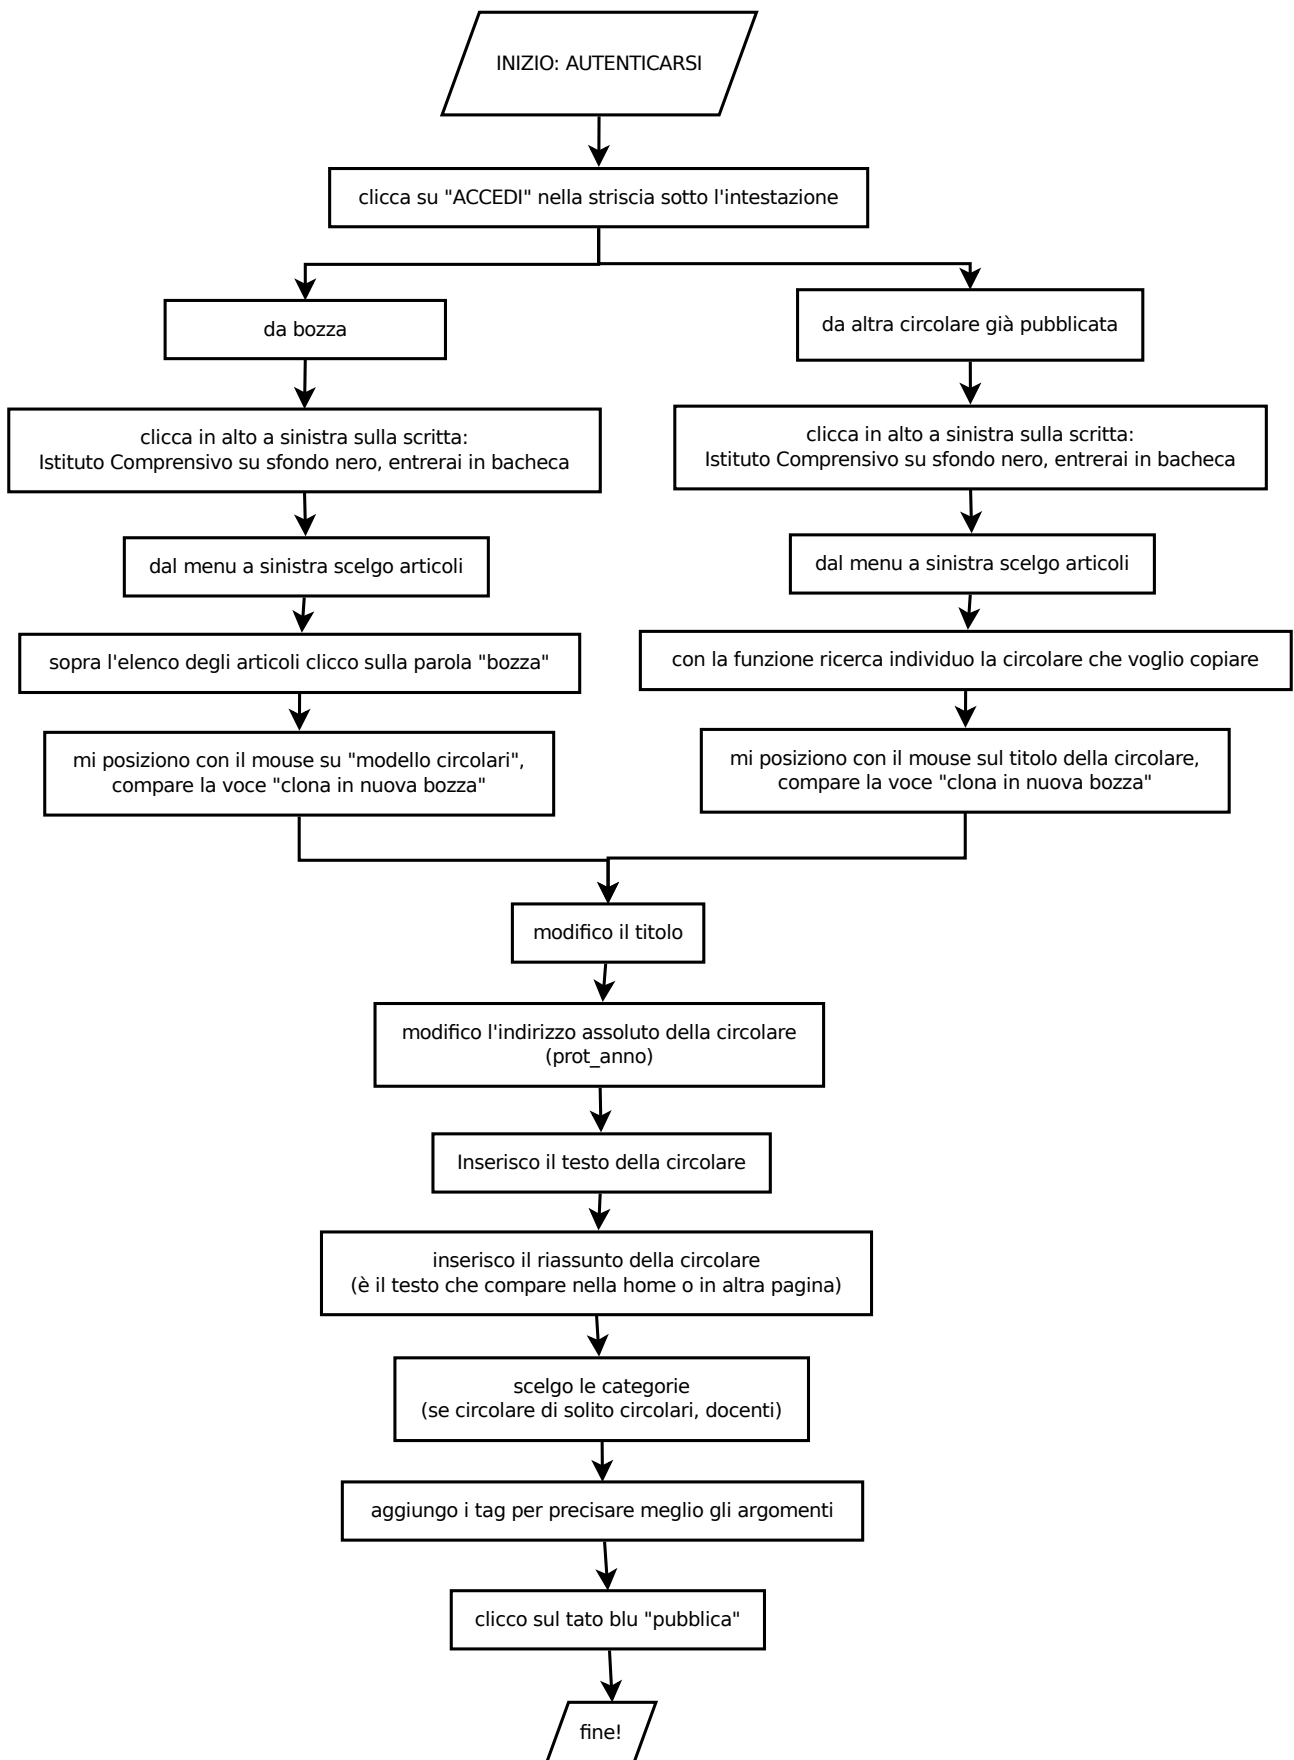 INIZIO: AUTENTICARSI
clicca su "ACCEDI" nella striscia sotto l'intestazione
da bozza
clicca in alto a sinistra sulla scritta:
Istituto Comprensivo su sfondo nero, entrerai in bacheca
dal menu a sinistra scelgo articoli
sopra l'elenco degli articoli clicco sulla parola "bozza"
mi posiziono con il mouse su "modello circolari",
compare la voce "clona in nuova bozza"
da altra circolare già pubblicata
clicca in alto a sinistra sulla scritta:
Istituto Comprensivo su sfondo nero, entrerai in bacheca
dal menu a sinistra scelgo articoli
con la funzione ricerca individuo la circolare che voglio copiare
mi posiziono con il mouse sul titolo della circolare,
compare la voce "clona in nuova bozza"
modifico il titolo
modifico l'indirizzo assoluto della circolare
(prot_anno)
Inserisco il testo della circolare
inserisco il riassunto della circolare
(è il testo che compare nella home o in altra pagina)
scelgo le categorie
(se circolare di solito circolari, docenti)
aggiungo i tag per precisare meglio gli argomenti
clicco sul tato blu "pubblica"
fine!